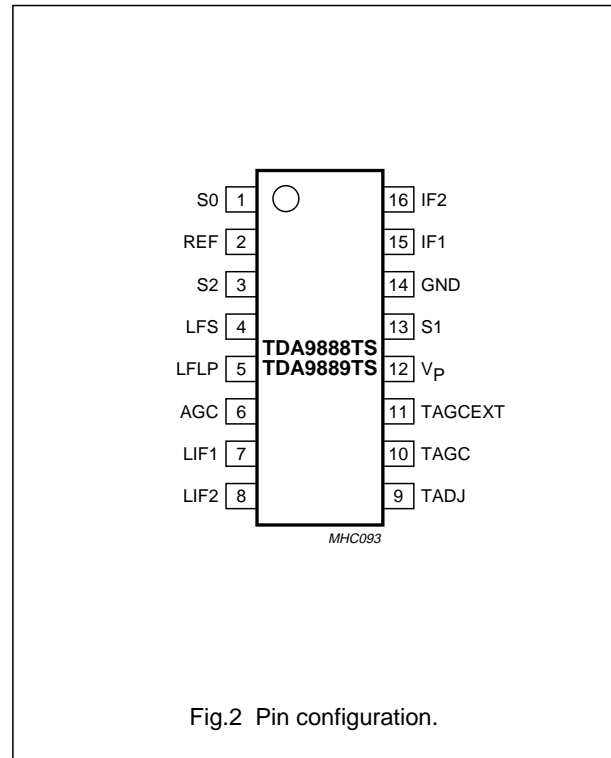 S0 1 16 IF2
REF 2 15 IF1
S2 3 14 GND
LFS 4 13 S1
TDA9888TS
LFLP 5 TDA9889TS 12 VP
AGC 6 11 TAGCEXT
LIF1 7 10 TAGC
LIF2 8 9 TADJ
MHC093
Fig.2 Pin configuration.